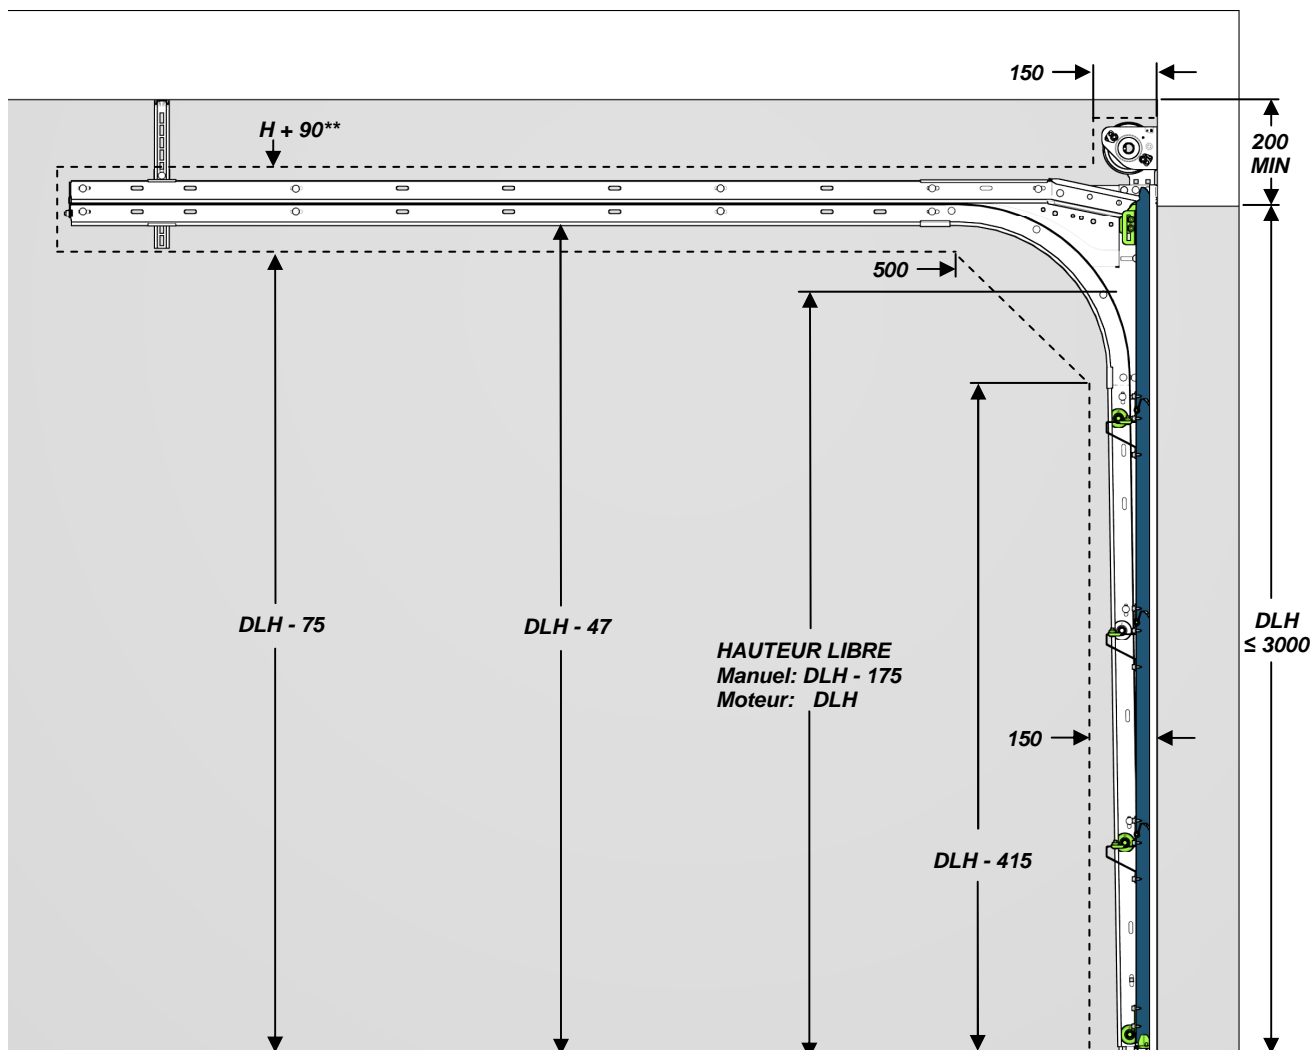 150
H + 90**
200
MIN
500
DLH - 75
DLH - 47
HAUTEUR LIBRE
Manuel: DLH - 175
Moteur: DLH
DLH
≤ 3000
150
DLH - 415